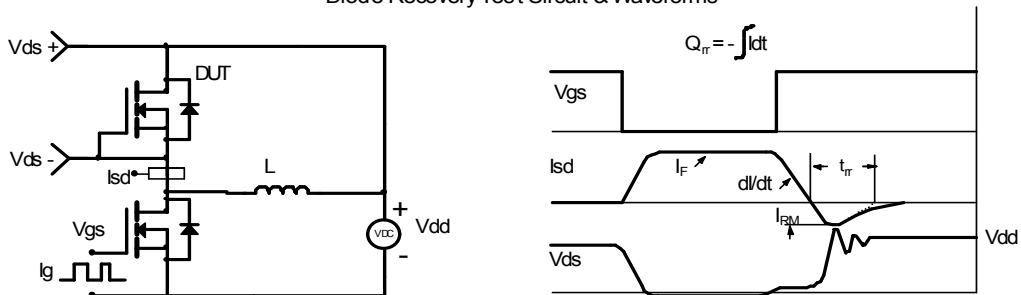 Diode Recovery Test Circuit & Waveforms
Vds +
DUT
Vds -
Isd
L
Vgs
Ig
VDC
+
Vdd
-
Qrr = - ∫ Idt
Vgs
Isd
IF
dI/dt
trr
IRM
Vdd
Vds